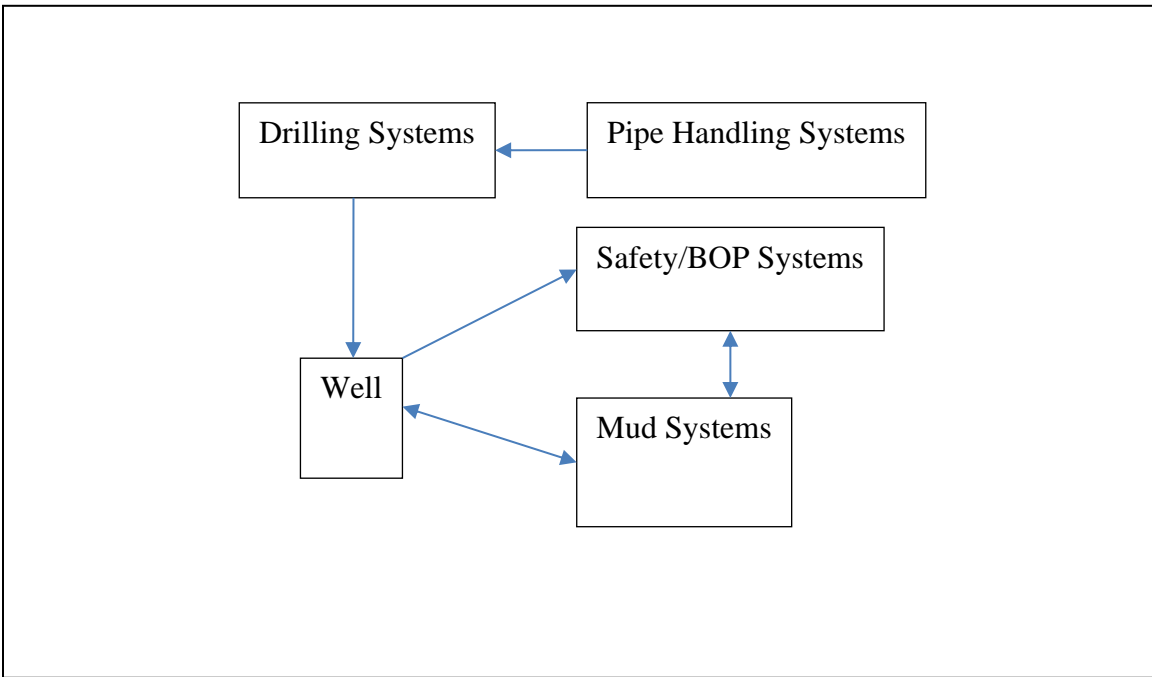 Drilling Systems
Pipe Handling Systems
Safety/BOP Systems
Well
Mud Systems